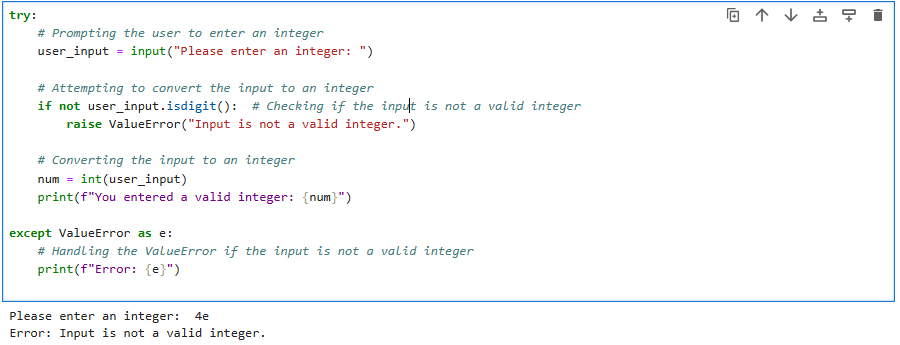 try:
    # Prompting the user to enter an integer
    user_input = input("Please enter an integer: ")
    # Attempting to convert the input to an integer
    if not user_input.isdigit():  # Checking if the input is not a valid integer
        raise ValueError("Input is not a valid integer.")
    # Converting the input to an integer
    num = int(user_input)
    print(f"You entered a valid integer: {num}")
except ValueError as e:
    # Handling the ValueError if the input is not a valid integer
    print(f"Error: {e}")
Please enter an integer:  4e
Error: Input is not a valid integer.